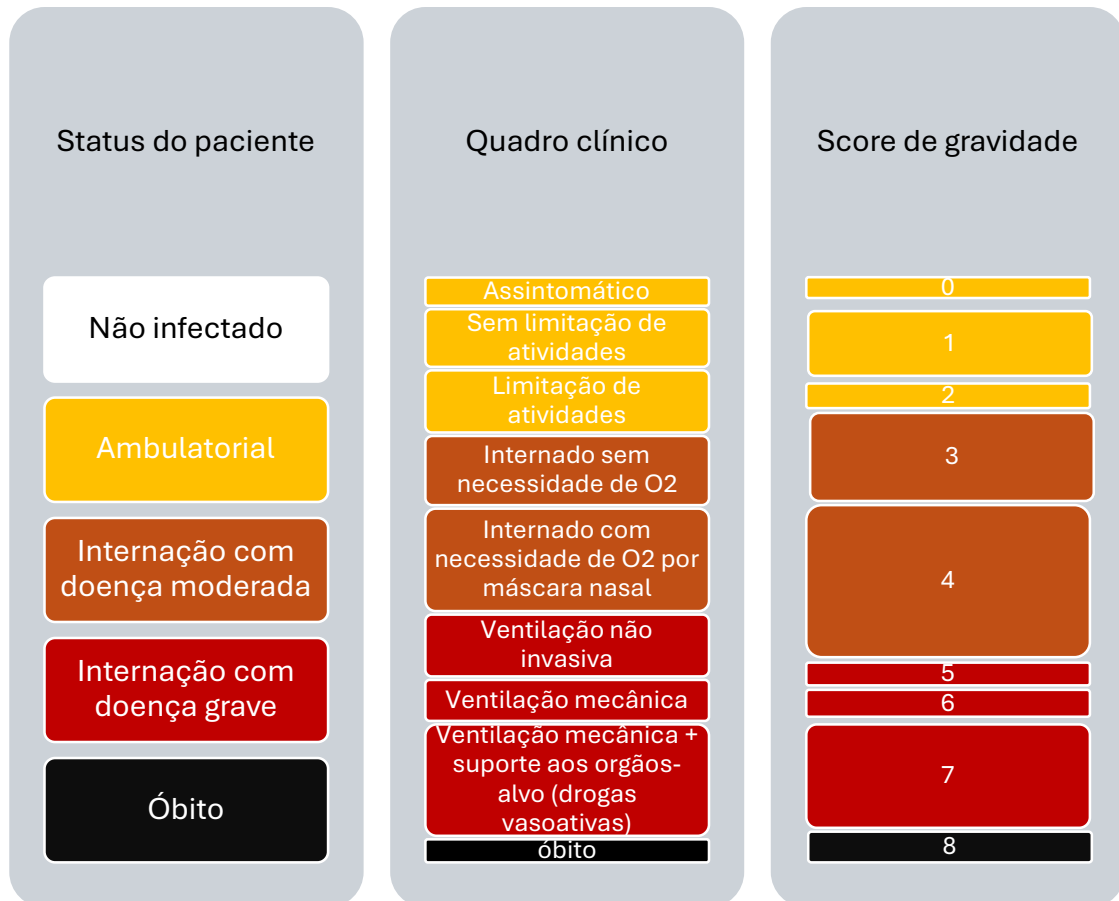 Status do paciente
Não infectado
Ambulatorial
Internação com
doença moderada
Internação com
doença grave
Óbito
Quadro clínico
Assintomático
Sem limitação de
atividades
Limitação de
atividades
Internado sem
necessidade de O2
Internado com
necessidade de O2 por
máscara nasal
Ventilação não
invasiva
Ventilação mecânica
Ventilação mecânica +
suporte aos orgãos-
alvo (drogas
vasoativas)
óbito
Score de gravidade
0
1
2
3
4
5
6
7
8